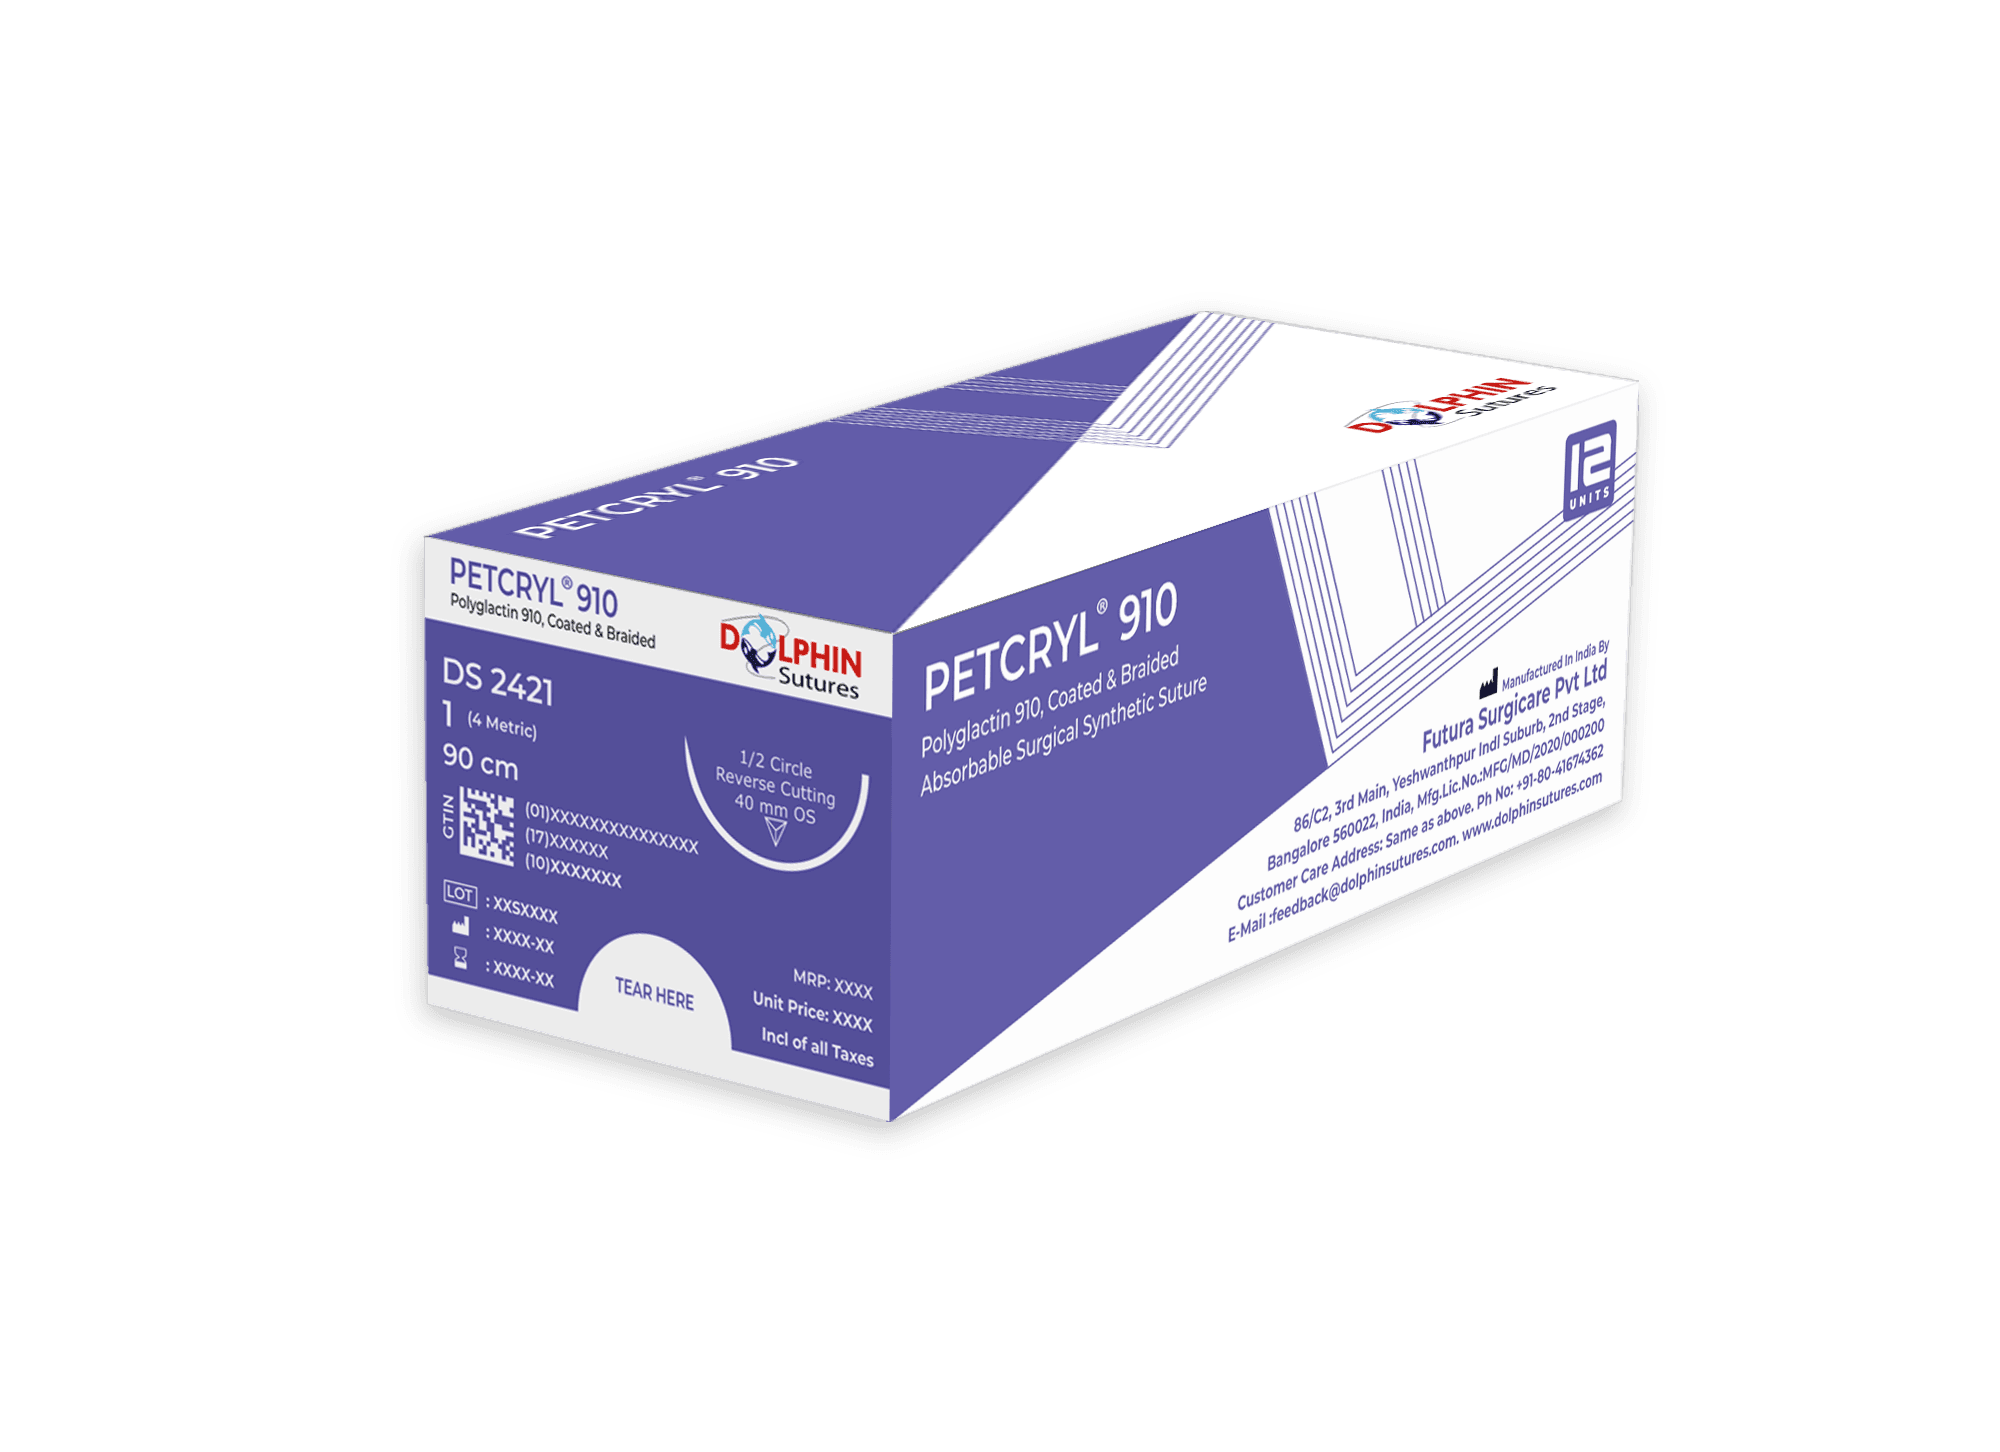 PETCRYL® 910
DOLPHIN
Sutures
12
UNITS
PETCRYL® 910
Polyglactin 910, Coated & Braided
DOLPHIN
Sutures
DS 2421
1 (4 Metric)
90 cm
GTIN
(01)XXXXXXXXXXXXXXX
(17)XXXXXX
(10)XXXXXXX
LOT : XXSXXXX
: XXXX-XX
: XXXX-XX
1/2 Circle
Reverse Cutting
40 mm OS
TEAR HERE
MRP: XXXX
Unit Price: XXXX
Incl of all Taxes
PETCRYL® 910
Polyglactin 910, Coated & Braided
Absorbable Surgical Synthetic Suture
Manufactured In India By
Futura Surgicare Pvt Ltd
86/C2, 3rd Main, Yeshwanthpur Indl Suburb, 2nd Stage,
Bangalore 560022, India, Mfg.Lic.No.:MFG/MD/2020/000200
Customer Care Address: Same as above. Ph No: +91-80-41674362
E-Mail :feedback@dolphinsutures.com. www.dolphinsutures.com